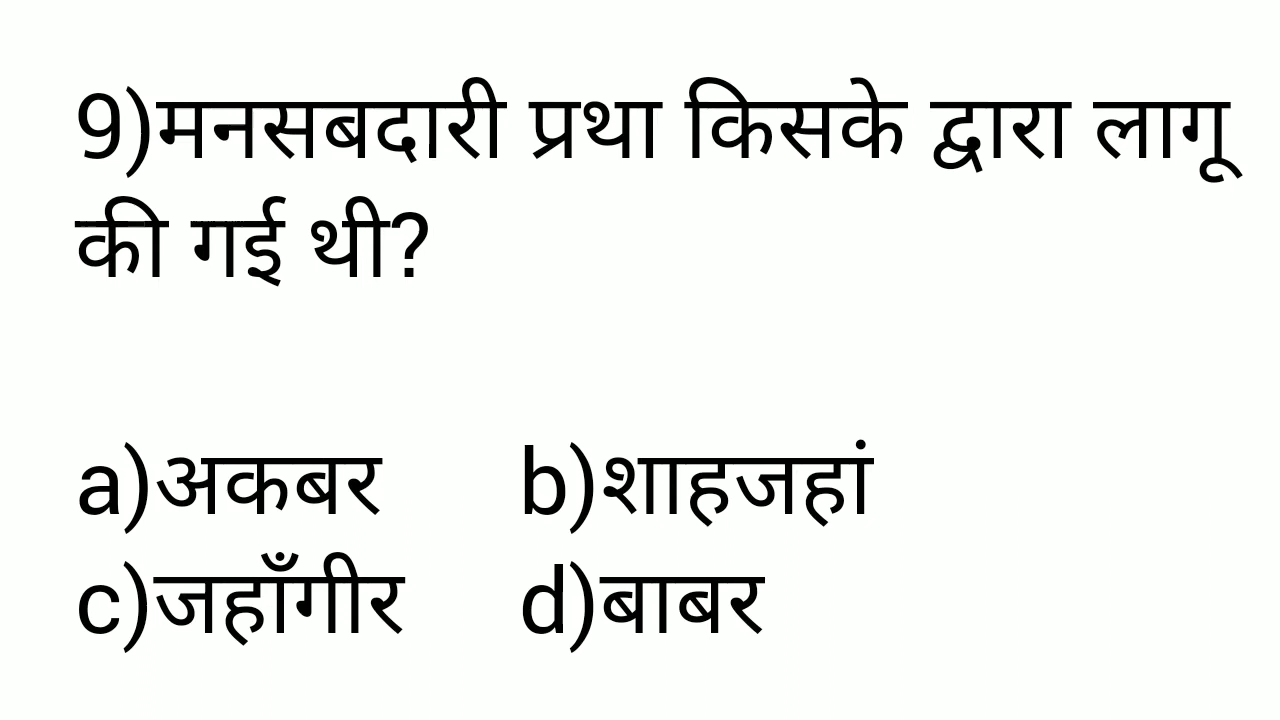 9)मनसबदारी प्रथा किसके द्वारा लागू
की गई थी?
a)अकबर b)शाहजहां
c)जहाँगीर d)बाबर